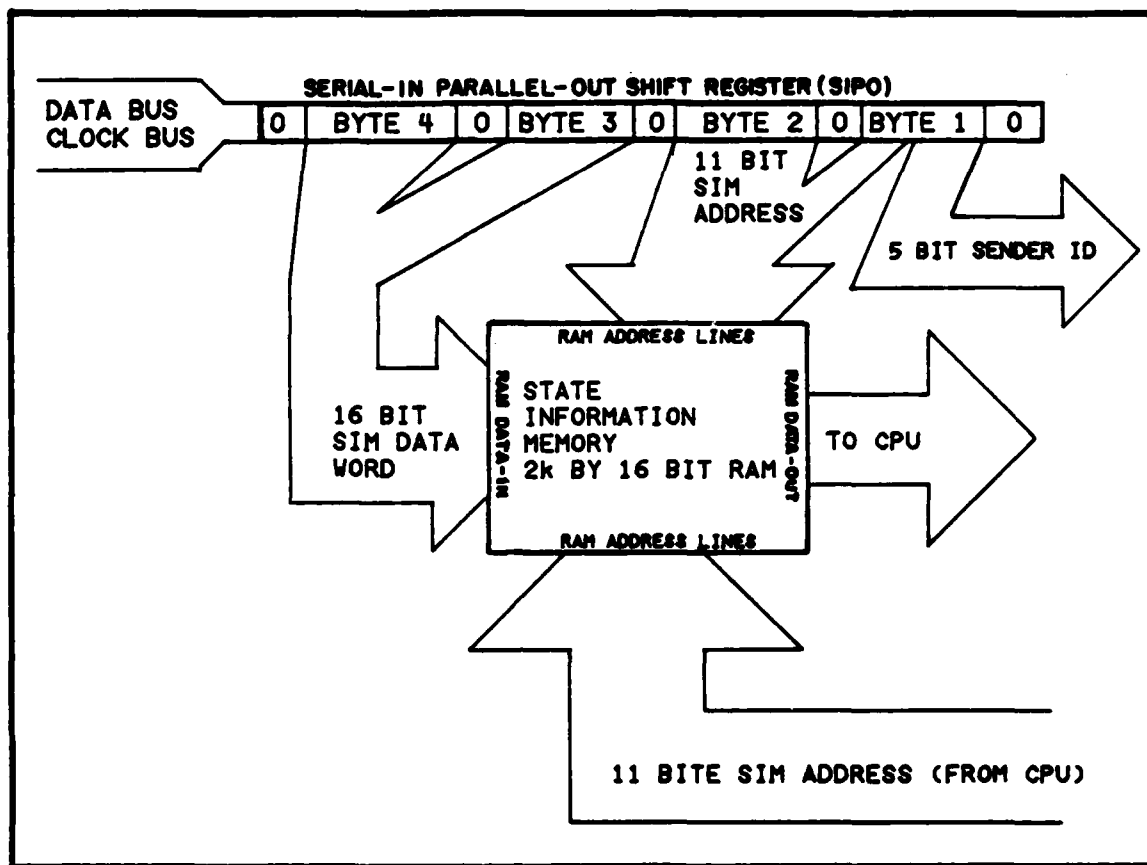 SERIAL-IN PARALLEL-OUT SHIFT REGISTER(SIPO)
DATA BUS
CLOCK BUS
0 BYTE 4 0 BYTE 3 0 BYTE 2 0 BYTE 1 0
11 BIT
SIM
ADDRESS
5 BIT SENDER ID
RAM ADDRESS LINES
RAM DATA-IN
STATE
INFORMATION
MEMORY
2k BY 16 BIT RAM
RAM DATA-OUT
16 BIT
SIM DATA
WORD
TO CPU
RAM ADDRESS LINES
11 BITE SIM ADDRESS (FROM CPU)